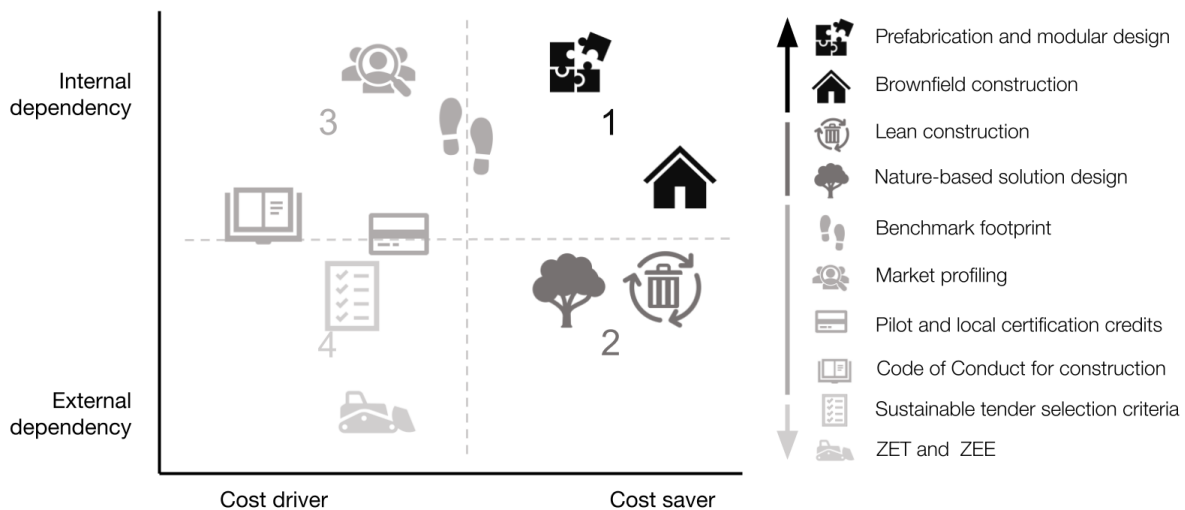 Internal
dependency
3
1
4
2
External
dependency
Cost driver
Cost saver
Prefabrication and modular design
Brownfield construction
Lean construction
Nature-based solution design
Benchmark footprint
Market profiling
Pilot and local certification credits
Code of Conduct for construction
Sustainable tender selection criteria
ZET and ZEE